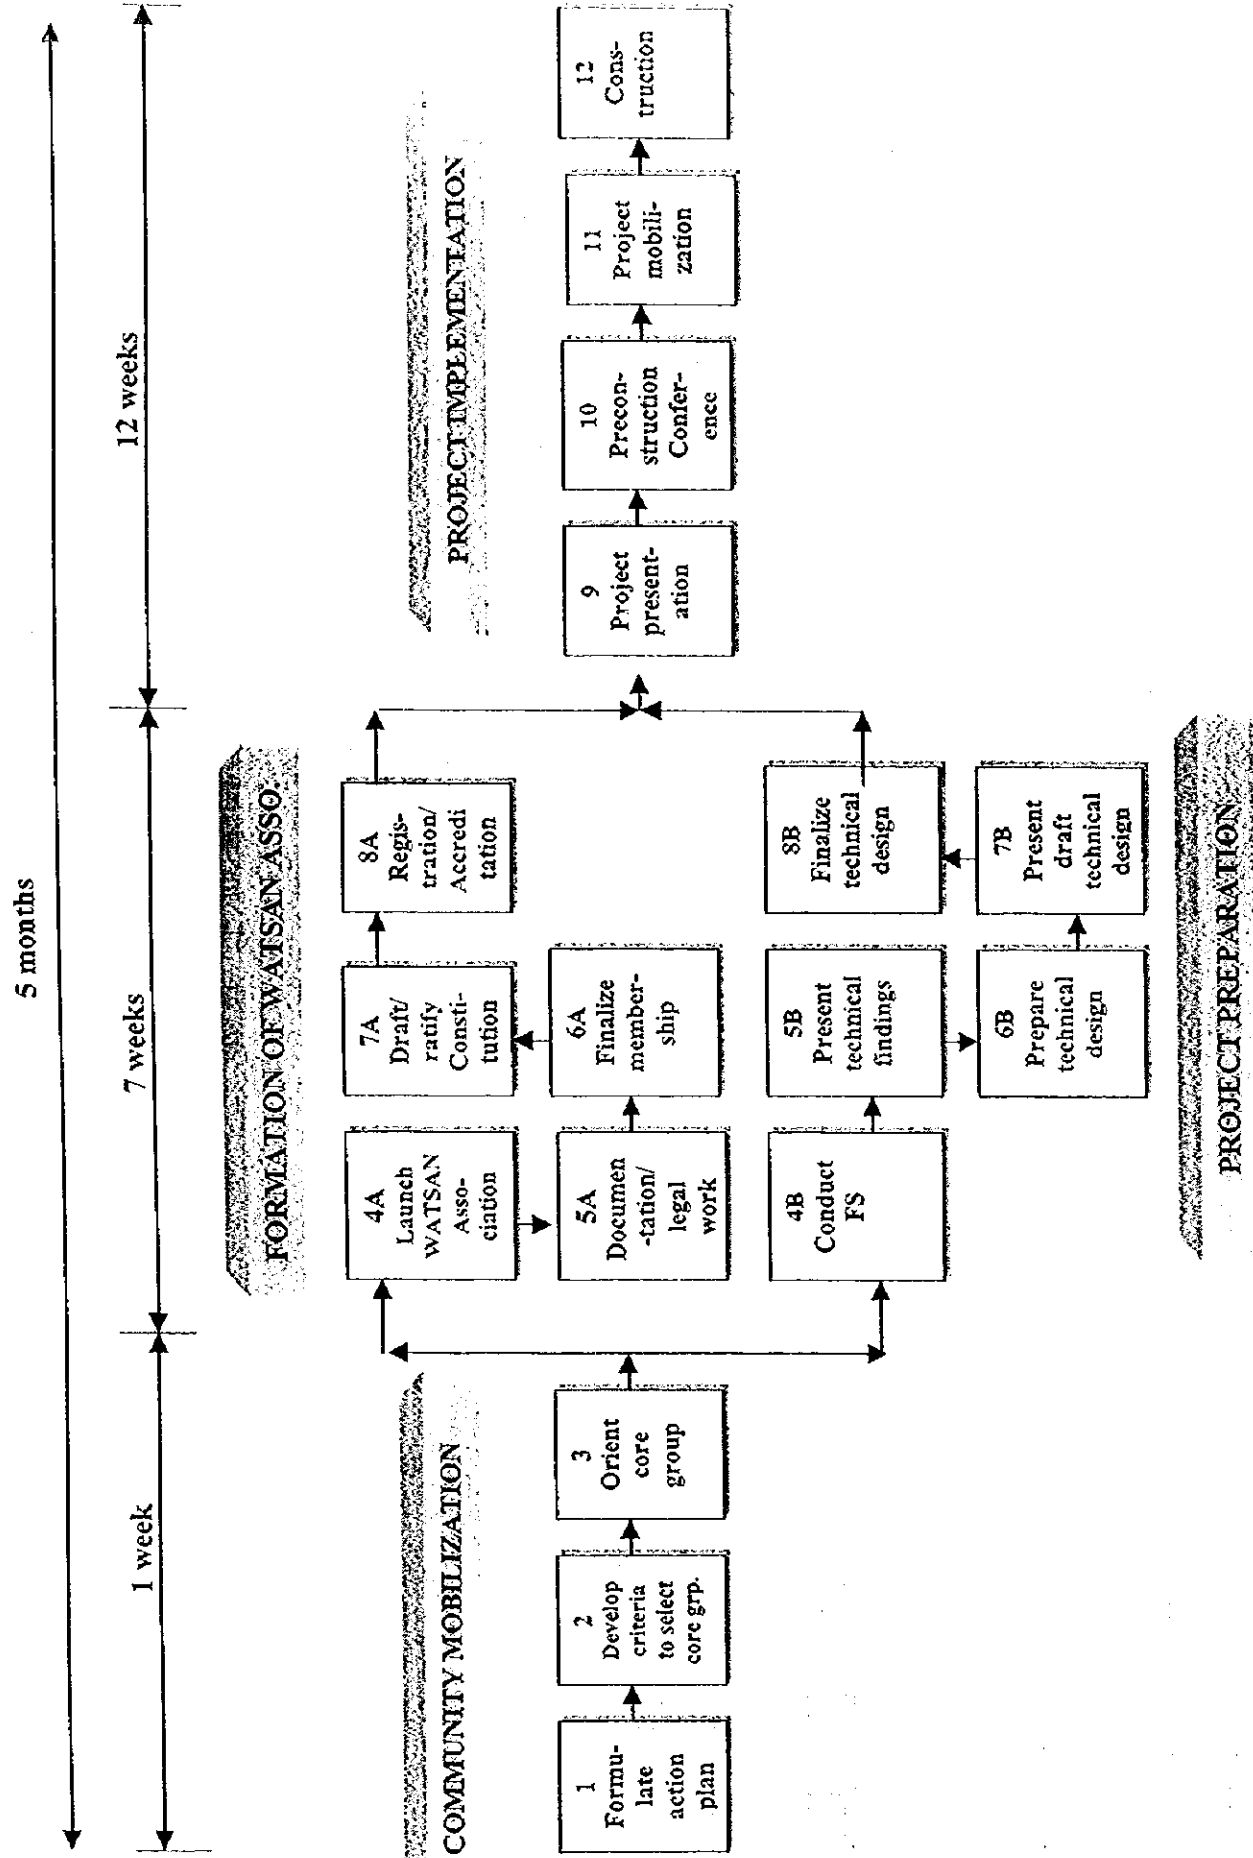 5 months
1 week
7 weeks
12 weeks
COMMUNITY MOBILIZATION
1
Formu-
late
action
plan
2
Develop
criteria
to select
core grp.
3
Orient
core
group
FORMATION OF WATSAN ASSO.
4A
Launch
WATSAN
Asso-
ciation
5A
Documen
-tation/
legal
work
6A
Finalize
member-
ship
7A
Draft/
ratify
Consti-
tution
8A
Regis-
tration/
Accredi
tation
4B
Conduct
FS
5B
Present
technical
findings
6B
Prepare
technical
design
7B
Present
draft
technical
design
8B
Finalize
technical
design
PROJECT PREPARATION
PROJECT IMPLEMENTATION
9
Project
present-
ation
10
Precon-
struction
Confer-
ence
11
Project
mobili-
zation
12
Cons-
truction